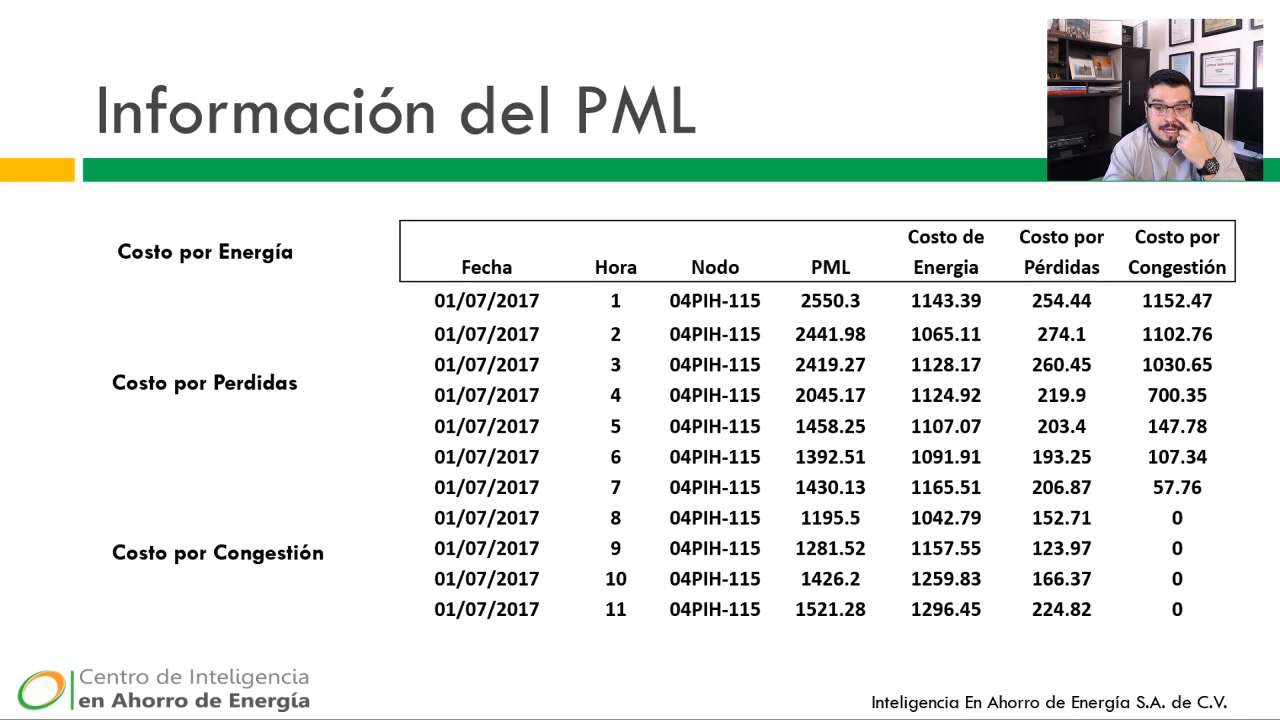 Información del PML
Costo por Energía
Costo por Perdidas
Costo por Congestión
Costo de Costo por Costo por
Fecha Hora Nodo PML Energia Pérdidas Congestión
01/07/2017 1 04PIH-115 2550.3 1143.39 254.44 1152.47
01/07/2017 2 04PIH-115 2441.98 1065.11 274.1 1102.76
01/07/2017 3 04PIH-115 2419.27 1128.17 260.45 1030.65
01/07/2017 4 04PIH-115 2045.17 1124.92 219.9 700.35
01/07/2017 5 04PIH-115 1458.25 1107.07 203.4 147.78
01/07/2017 6 04PIH-115 1392.51 1091.91 193.25 107.34
01/07/2017 7 04PIH-115 1430.13 1165.51 206.87 57.76
01/07/2017 8 04PIH-115 1195.5 1042.79 152.71 0
01/07/2017 9 04PIH-115 1281.52 1157.55 123.97 0
01/07/2017 10 04PIH-115 1426.2 1259.83 166.37 0
01/07/2017 11 04PIH-115 1521.28 1296.45 224.82 0
Centro de Inteligencia
en Ahorro de Energía
Inteligencia En Ahorro de Energía S.A. de C.V.